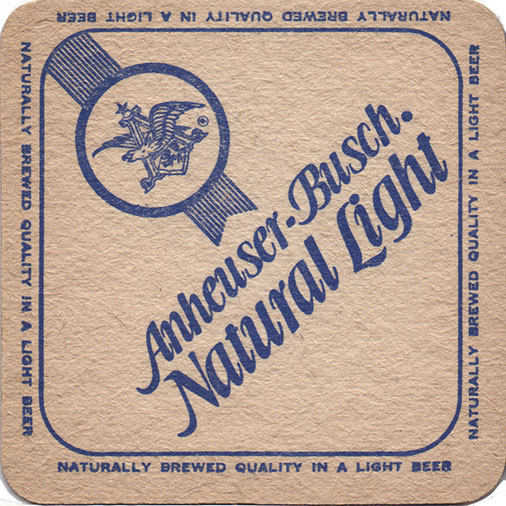 NATURALLY BREWED QUALITY IN A LIGHT BEER
NATURALLY BREWED QUALITY IN A LIGHT BEER
Anheuser-Busch.
Natural Light
NATURALLY BREWED QUALITY IN A LIGHT BEER
NATURALLY BREWED QUALITY IN A LIGHT BEER